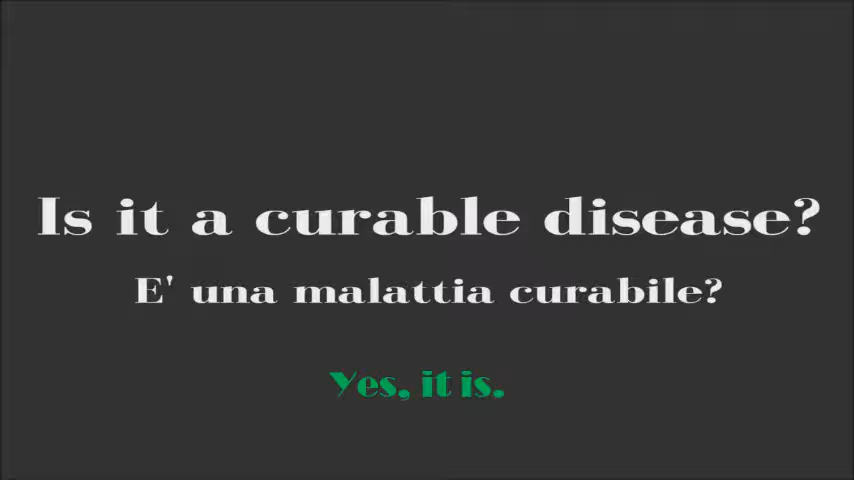 Is it a curable disease?
E' una malattia curabile?
Yes, it is.